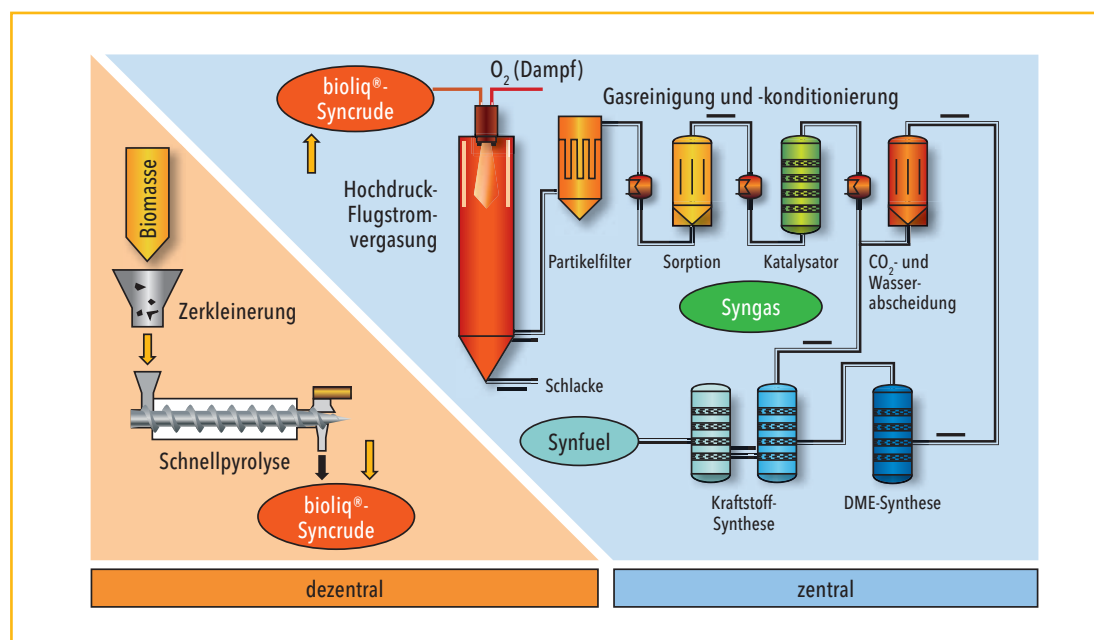 bioliq®-
Syncrude
O2 (Dampf)
Gasreinigung und -konditionierung
Biomasse
Hochdruck-
Flugstrom-
vergasung
Partikelfilter
Sorption
Katalysator
CO2- und
Wasser-
abscheidung
Zerkleinerung
Syngas
Schlacke
Synfuel
Schnellpyrolyse
bioliq®-
Syncrude
Kraftstoff-
Synthese
DME-Synthese
dezentral
zentral